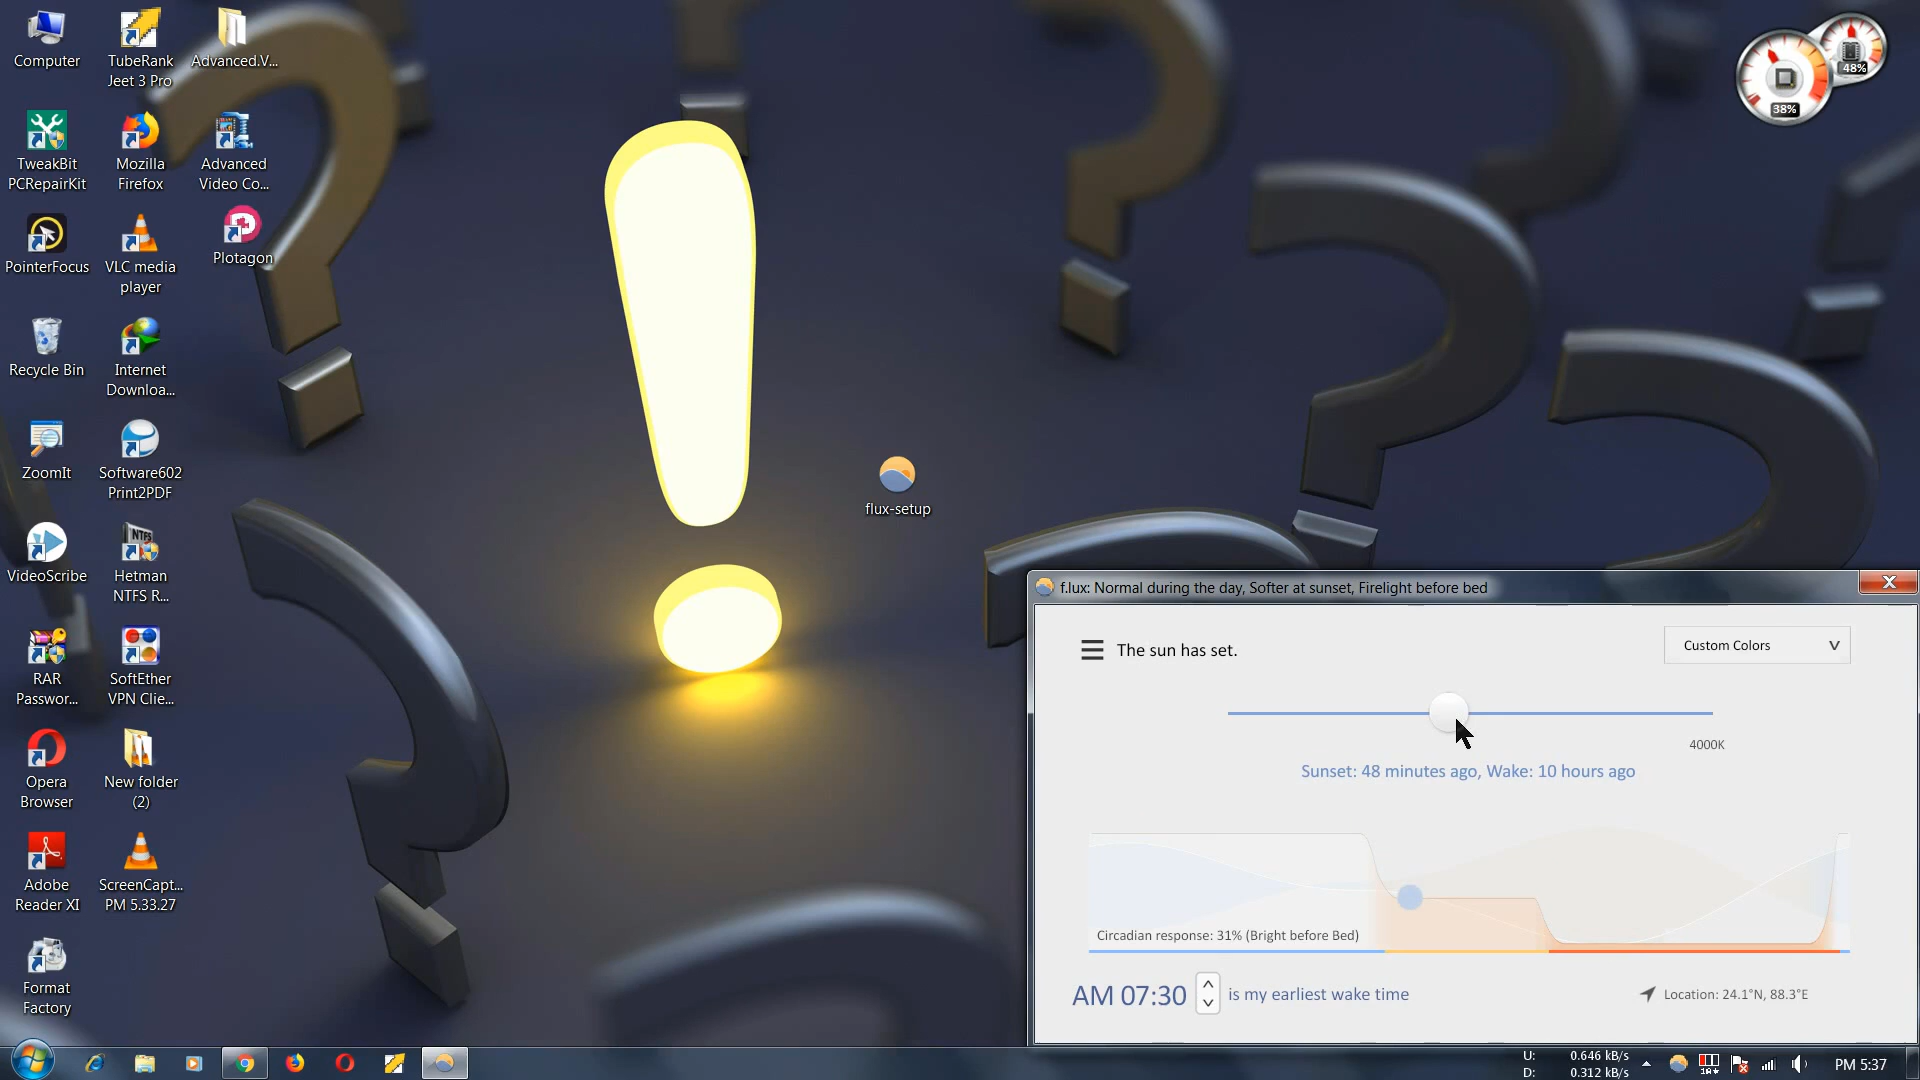 Computer
TubeRank
Jeet 3 Pro
Advanced.V...
TweakBit
PCRepairKit
Mozilla
Firefox
Advanced
Video Co...
PointerFocus
VLC media
player
Plotagon
Recycle Bin
Internet
Downloa...
ZoomIt
Software602
Print2PDF
VideoScribe
NTFS
Hetman
NTFS R...
RAR
Passwor...
SoftEther
VPN Clie...
Opera
Browser
New folder
(2)
Adobe
Reader XI
ScreenCapt...
PM 5.33.27
Format
Factory
flux-setup
48%
38%
f.lux: Normal during the day, Softer at sunset, Firelight before bed
The sun has set.
Custom Colors
4000K
Sunset: 48 minutes ago, Wake: 10 hours ago
Circadian response: 31% (Bright before Bed)
AM 07:30 is my earliest wake time
Location: 24.1°N, 88.3°E
U: 0.646 kB/s
D: 0.312 kB/s
PM 5:37